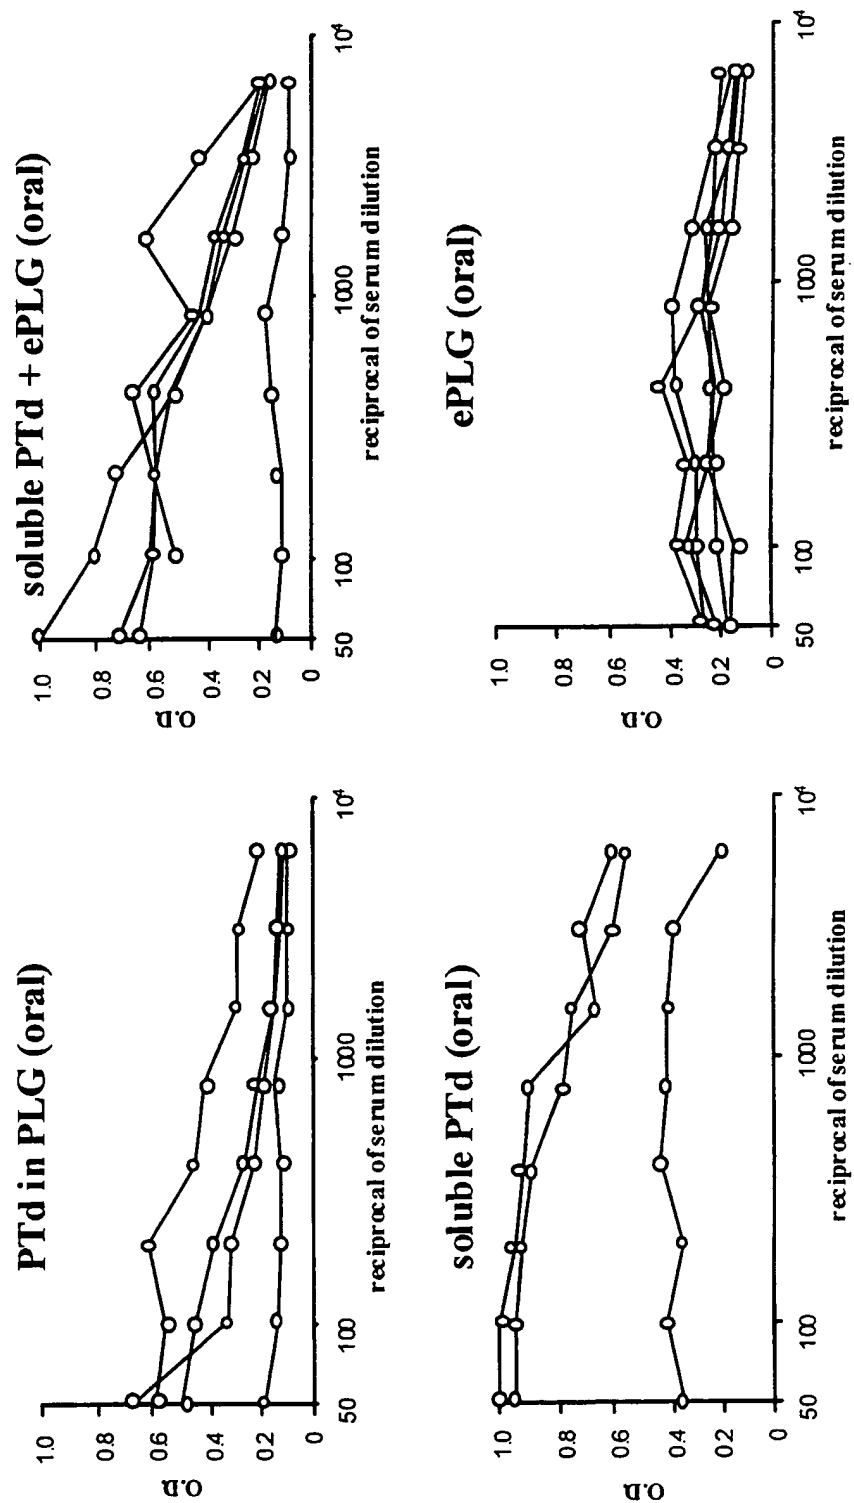 PTd in PLG (oral)
1.0
0.8
0.6
0.4
0.2
0
O.D.
50 100 1000 10⁴
reciprocal of serum dilution
soluble PTd + ePLG (oral)
1.0
0.8
0.6
0.4
0.2
0
O.D.
50 100 1000 10⁴
reciprocal of serum dilution
soluble PTd (oral)
1.0
0.8
0.6
0.4
0.2
0
O.D.
50 100 1000 10⁴
reciprocal of serum dilution
ePLG (oral)
1.0
0.8
0.6
0.4
0.2
0
O.D.
50 100 1000 10⁴
reciprocal of serum dilution